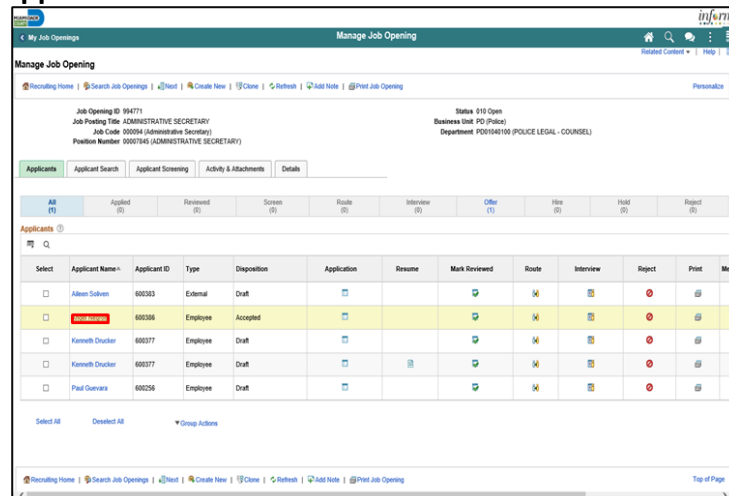 MIAMI-DADE
COUNTY
inform
My Job Openings
Manage Job Opening
Related Content Help
Manage Job Opening
Recruiting Home | Search Job Openings | Next | Create New | Clone | Refresh | Add Note | Print Job Opening Personalize
Job Opening ID 994771 Status 010 Open
Job Posting Title ADMINISTRATIVE SECRETARY Business Unit PD (Police)
Job Code 000094 (Administrative Secretary) Department PD01040100 (POLICE LEGAL - COUNSEL)
Position Number 00007845 (ADMINISTRATIVE SECRETARY)
Applicants Applicant Search Applicant Screening Activity & Attachments Details
All Applied Reviewed Screen Route Interview Offer Hire Hold Reject
(1) (0) (0) (0) (0) (0) (1) (0) (0) (0)
Applicants
Select Applicant Name Applicant ID Type Disposition Application Resume Mark Reviewed Route Interview Reject Print
Aileen Soliven 600383 External Draft
600386 Employee Accepted
Kenneth Drucker 600377 Employee Draft
Kenneth Drucker 600377 Employee Draft
Paul Guevara 600256 Employee Draft
Select All Deselect All Group Actions
Recruiting Home | Search Job Openings | Next | Create New | Clone | Refresh | Add Note | Print Job Opening Top of Page